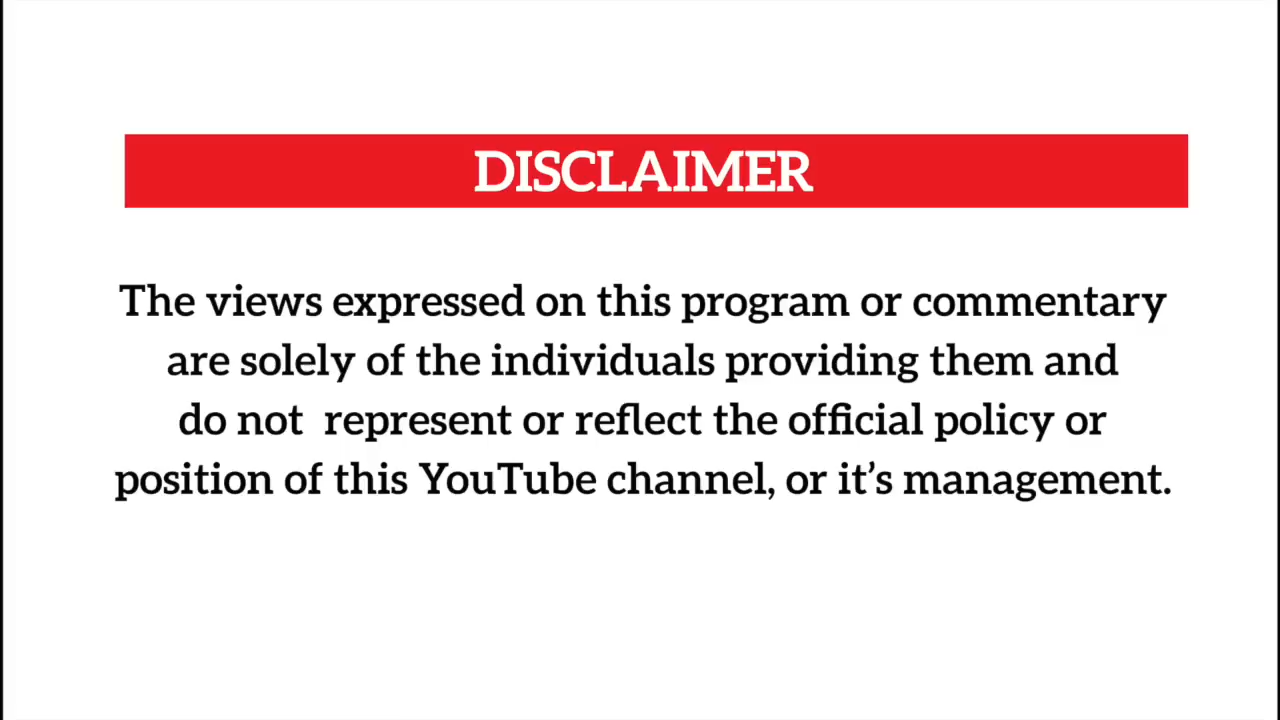 DISCLAIMER
The views expressed on this program or commentary
are solely of the individuals providing them and
do not  represent or reflect the official policy or
position of this YouTube channel, or it’s management.